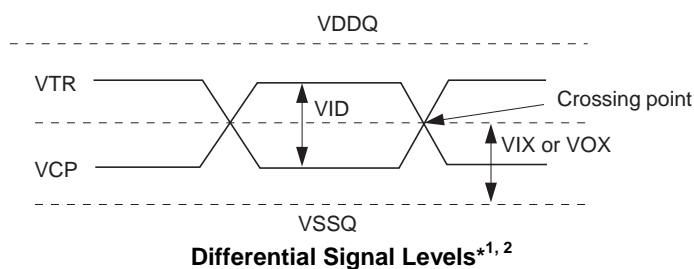 VDDQ
VTR
VID
Crossing point
VIX or VOX
VCP
VSSQ
Differential Signal Levels*1, 2